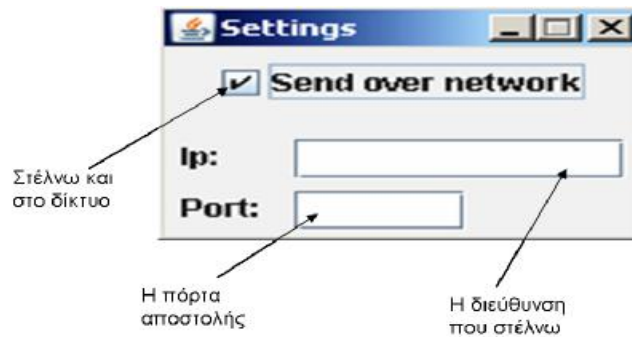 Settings
Send over network
Ip:
Στέλνω και
στο δίκτυο
Port:
Η πόρτα
αποστολής
Η διεύθυνση
που στέλνω